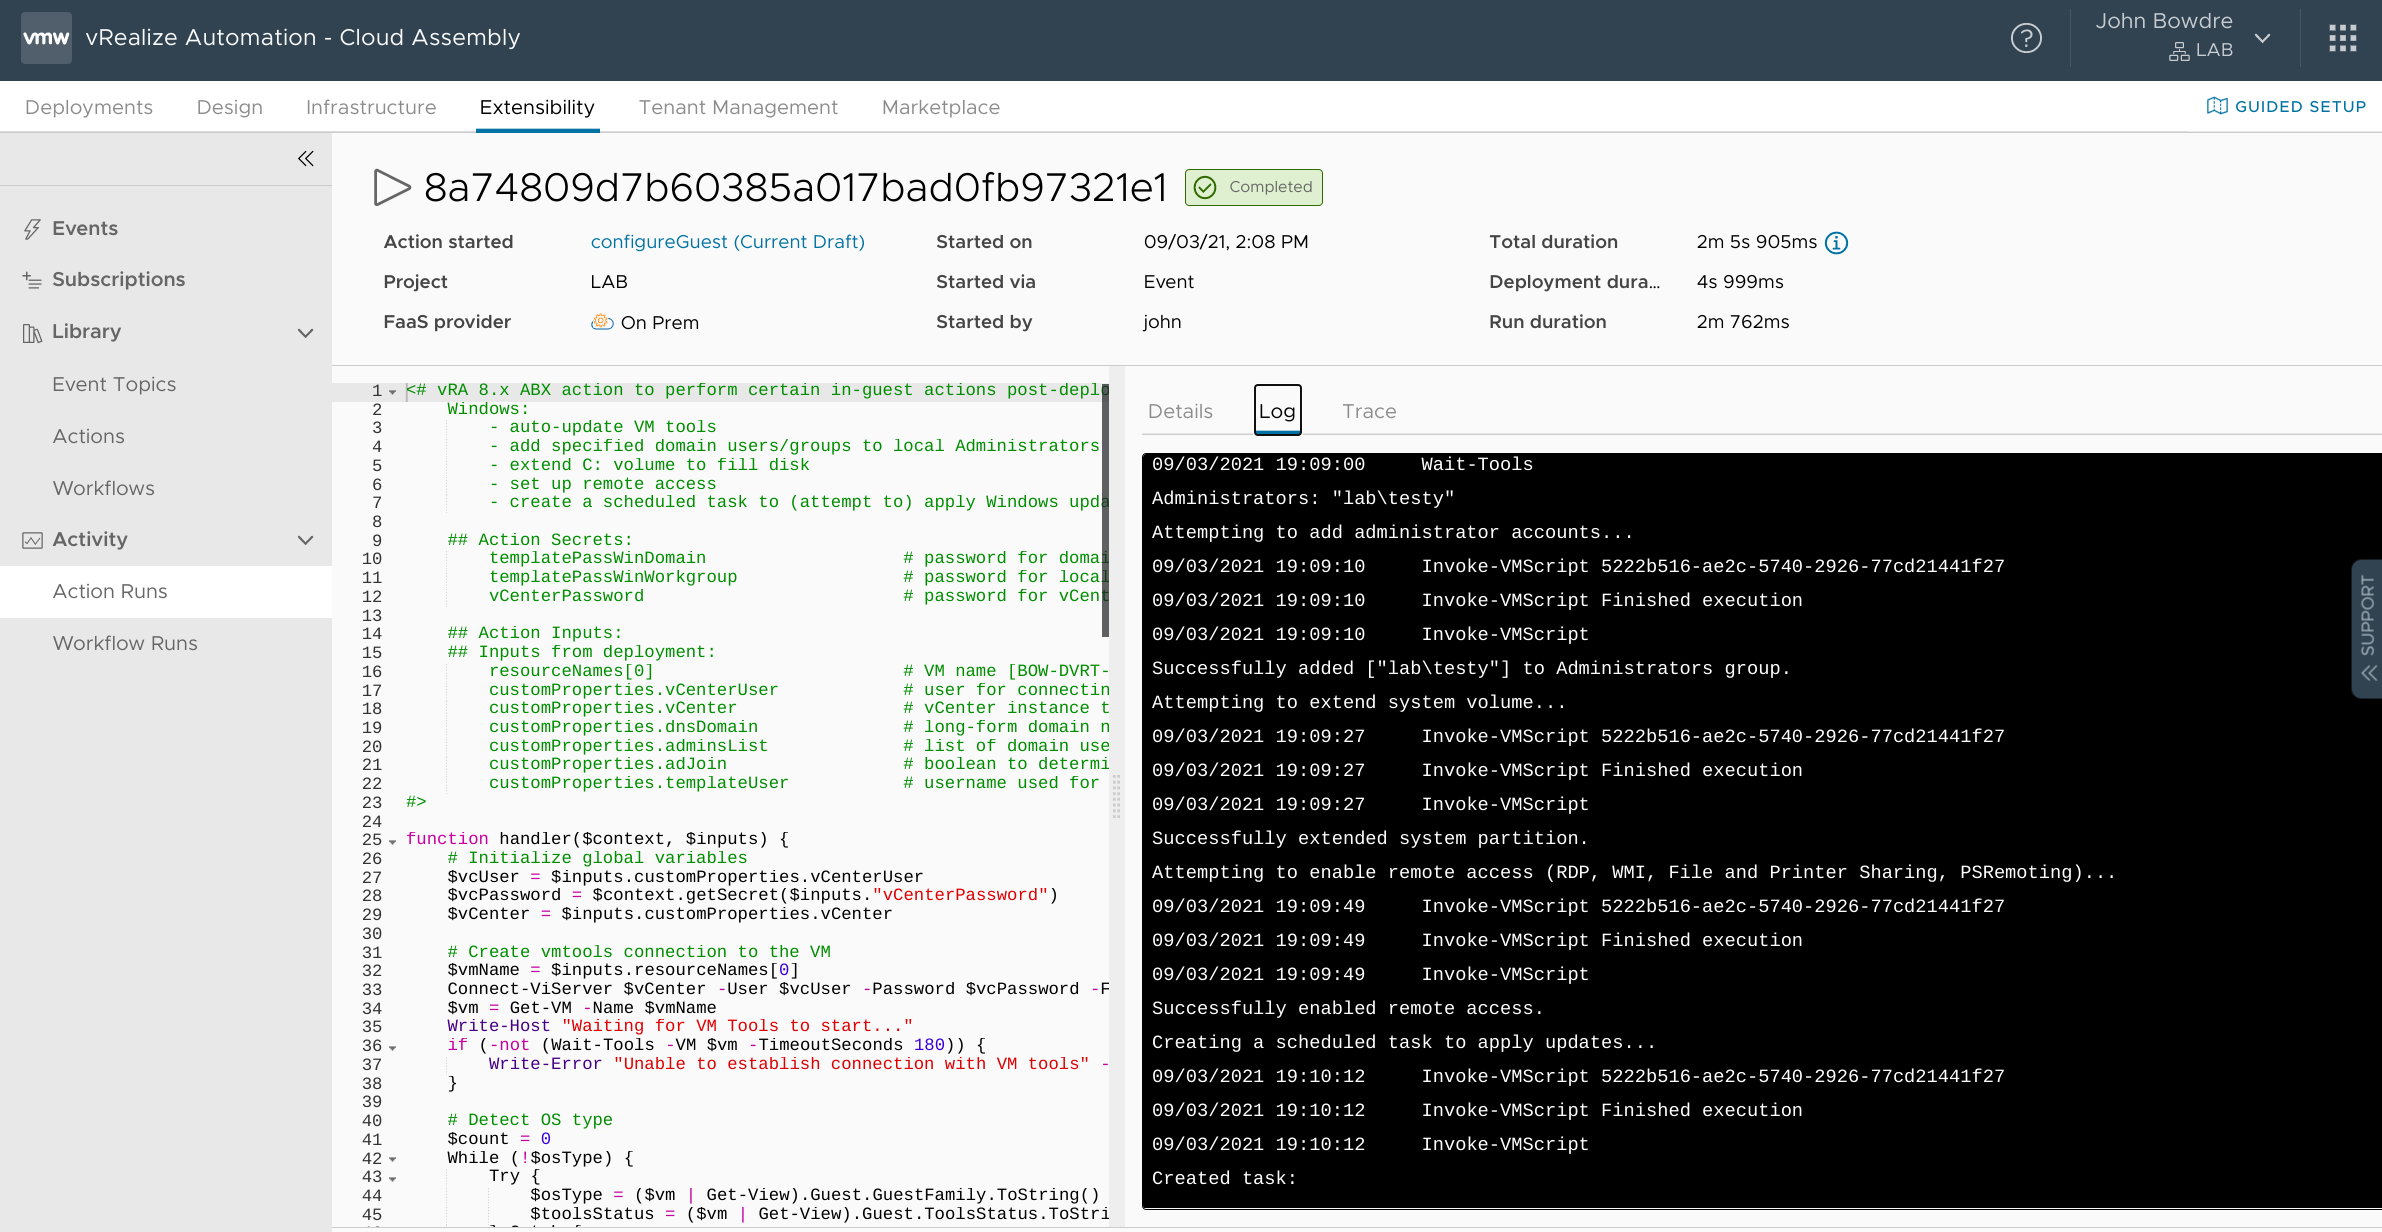 vmw vRealize Automation - Cloud Assembly
John Bowdre
LAB
Deployments Design Infrastructure Extensibility Tenant Management Marketplace
GUIDED SETUP
Events
Subscriptions
Library
Event Topics
Actions
Workflows
Activity
Action Runs
Workflow Runs
8a74809d7b60385a017bad0fb97321e1 Completed
Action started configureGuest (Current Draft) Started on 09/03/21, 2:08 PM Total duration 2m 5s 905ms
Project LAB Started via Event Deployment dura... 4s 999ms
FaaS provider On Prem Started by john Run duration 2m 762ms
1 <# vRA 8.x ABX action to perform certain in-guest actions post-deplo
2 Windows:
3 - auto-update VM tools
4 - add specified domain users/groups to local Administrators
5 - extend C: volume to fill disk
6 - set up remote access
7 - create a scheduled task to (attempt to) apply Windows upda
8
9 ## Action Secrets:
10 templatePassWinDomain # password for domai
11 templatePassWinWorkgroup # password for local
12 vCenterPassword # password for vCent
13
14 ## Action Inputs:
15 ## Inputs from deployment:
16 resourceNames[0] # VM name [BOW-DVRT-
17 customProperties.vCenterUser # user for connectin
18 customProperties.vCenter # vCenter instance t
19 customProperties.dnsDomain # long-form domain n
20 customProperties.adminsList # list of domain use
21 customProperties.adJoin # boolean to determi
22 customProperties.templateUser # username used for
23 #>
24
25 function handler($context, $inputs) {
26 # Initialize global variables
27 $vcUser = $inputs.customProperties.vCenterUser
28 $vcPassword = $context.getSecret($inputs."vCenterPassword")
29 $vCenter = $inputs.customProperties.vCenter
30
31 # Create vmtools connection to the VM
32 $vmName = $inputs.resourceNames[0]
33 Connect-ViServer $vCenter -User $vcUser -Password $vcPassword -F
34 $vm = Get-VM -Name $vmName
35 Write-Host "Waiting for VM Tools to start..."
36 if (-not (Wait-Tools -VM $vm -TimeoutSeconds 180)) {
37 Write-Error "Unable to establish connection with VM tools" -
38 }
39
40 # Detect OS type
41 $count = 0
42 While (!$osType) {
43 Try {
44 $osType = ($vm | Get-View).Guest.GuestFamily.ToString()
45 $toolsStatus = ($vm | Get-View).Guest.ToolsStatus.ToStri
Details Log Trace
09/03/2021 19:09:00 Wait-Tools
Administrators: "lab\testy"
Attempting to add administrator accounts...
09/03/2021 19:09:10 Invoke-VMScript 5222b516-ae2c-5740-2926-77cd21441f27
09/03/2021 19:09:10 Invoke-VMScript Finished execution
09/03/2021 19:09:10 Invoke-VMScript
Successfully added ["lab\testy"] to Administrators group.
Attempting to extend system volume...
09/03/2021 19:09:27 Invoke-VMScript 5222b516-ae2c-5740-2926-77cd21441f27
09/03/2021 19:09:27 Invoke-VMScript Finished execution
09/03/2021 19:09:27 Invoke-VMScript
Successfully extended system partition.
Attempting to enable remote access (RDP, WMI, File and Printer Sharing, PSRemoting)...
09/03/2021 19:09:49 Invoke-VMScript 5222b516-ae2c-5740-2926-77cd21441f27
09/03/2021 19:09:49 Invoke-VMScript Finished execution
09/03/2021 19:09:49 Invoke-VMScript
Successfully enabled remote access.
Creating a scheduled task to apply updates...
09/03/2021 19:10:12 Invoke-VMScript 5222b516-ae2c-5740-2926-77cd21441f27
09/03/2021 19:10:12 Invoke-VMScript Finished execution
09/03/2021 19:10:12 Invoke-VMScript
Created task:
SUPPORT